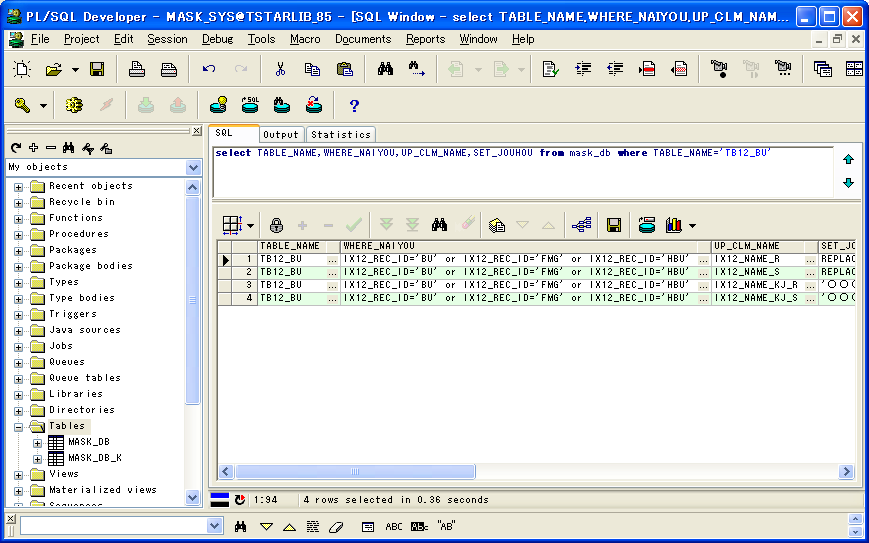 PL/SQL Developer - MASK_SYS@TSTARLIB_85 - [SQL Window - select TABLE_NAME,WHERE_NAIYOU,UP_CLM_NAM...
File Project Edit Session Debug Tools Macro Documents Reports Window Help
SQL
?
SQL Output Statistics
select TABLE_NAME,WHERE_NAIYOU,UP_CLM_NAME,SET_JOUHOU from mask_db where TABLE_NAME='TB12_BU'
My objects
Recent objects
Recycle bin
Functions
Procedures
Packages
Package bodies
Types
Type bodies
Triggers
Java sources
Jobs
Queues
Queue tables
Libraries
Directories
Tables
MASK_DB
MASK_DB_K
Views
Materialized views
Sequences
TABLE_NAME WHERE_NAIYOU UP_CLM_NAME SET_JO
1 TB12_BU ... IX12_REC_ID='BU' or IX12_REC_ID='FMG' or IX12_REC_ID='HBU' ... IX12_NAME_R ... REPLAC
2 TB12_BU ... IX12_REC_ID='BU' or IX12_REC_ID='FMG' or IX12_REC_ID='HBU' ... IX12_NAME_S ... REPLAC
3 TB12_BU ... IX12_REC_ID='BU' or IX12_REC_ID='FMG' or IX12_REC_ID='HBU' ... IX12_NAME_KJ_R ... '○○○
4 TB12_BU ... IX12_REC_ID='BU' or IX12_REC_ID='FMG' or IX12_REC_ID='HBU' ... IX12_NAME_KJ_S ... '○○○
1:94 4 rows selected in 0.36 seconds
ABC "AB"